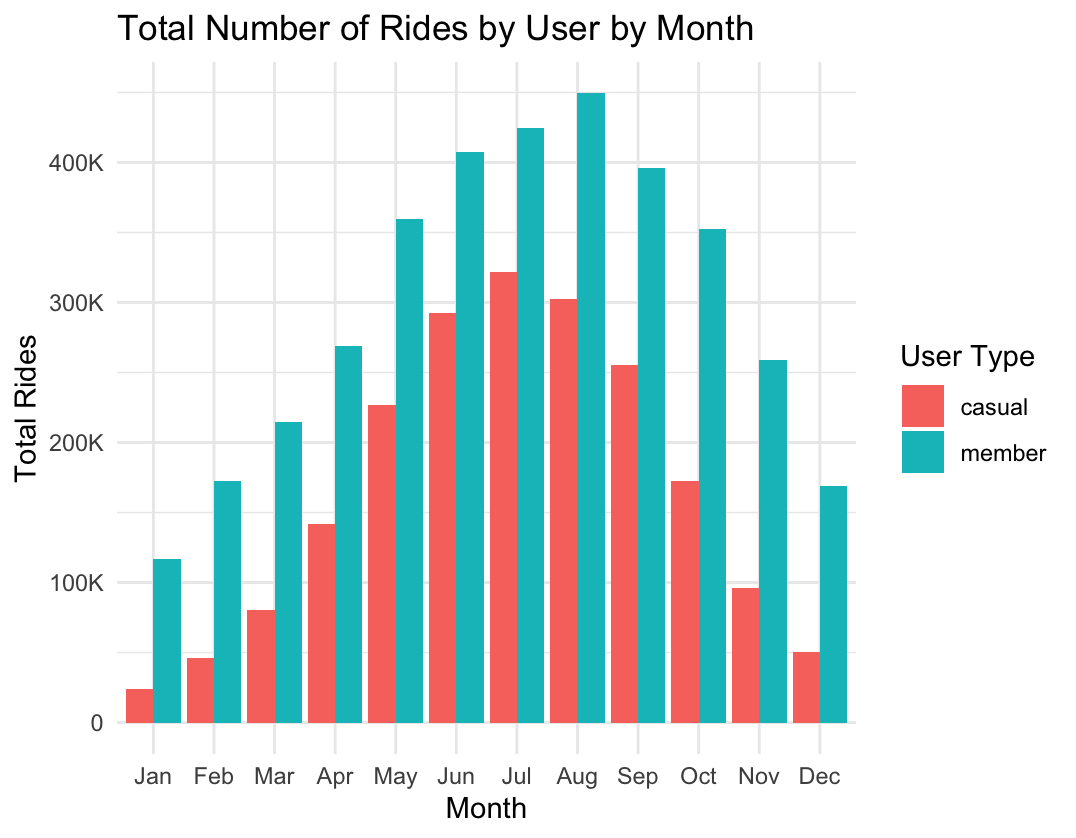 Total Number of Rides by User by Month
Total Rides
400K
300K
200K
100K
0
Jan Feb Mar Apr May Jun Jul Aug Sep Oct Nov Dec
Month
User Type
casual
member